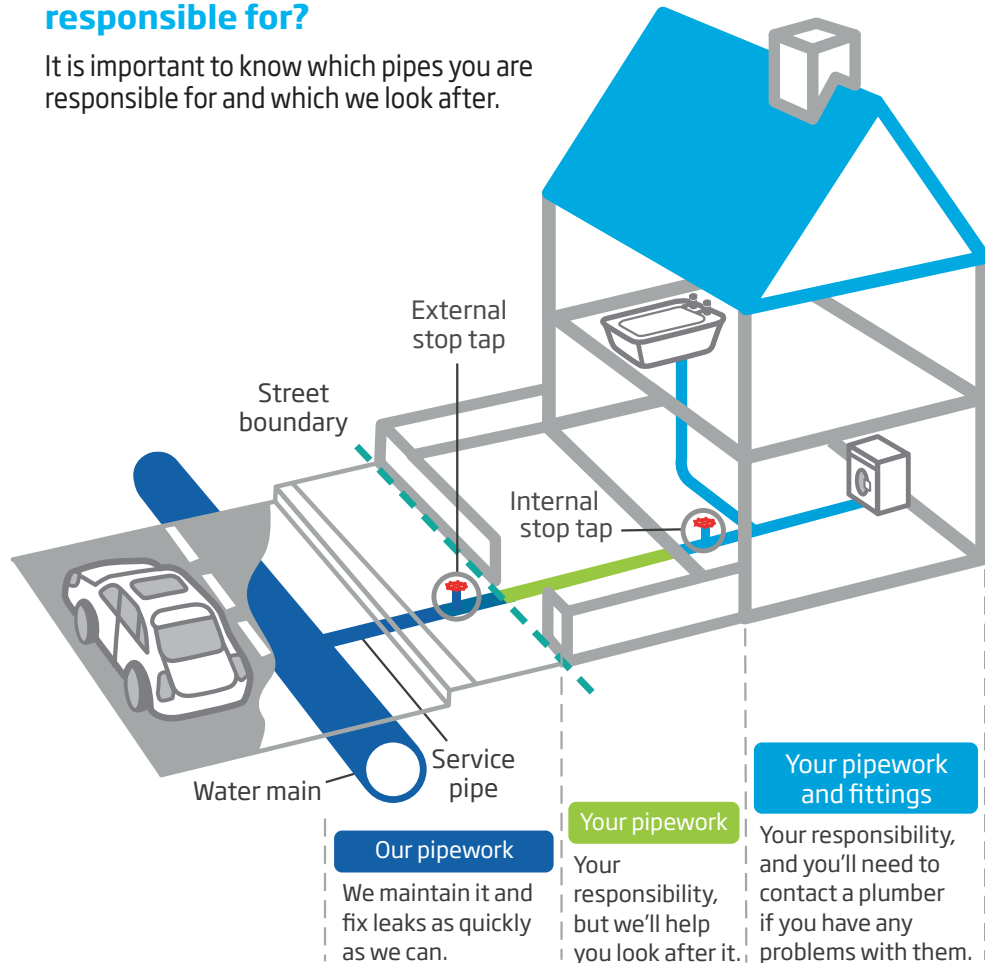 responsible for?
It is important to know which pipes you are
responsible for and which we look after.
External
stop tap
Street
boundary
Internal
stop tap
Service
pipe
Water main
Our pipework
We maintain it and
fix leaks as quickly
as we can.
Your pipework
Your
responsibility,
but we'll help
you look after it.
Your pipework
and fittings
Your responsibility,
and you'll need to
contact a plumber
if you have any
problems with them.